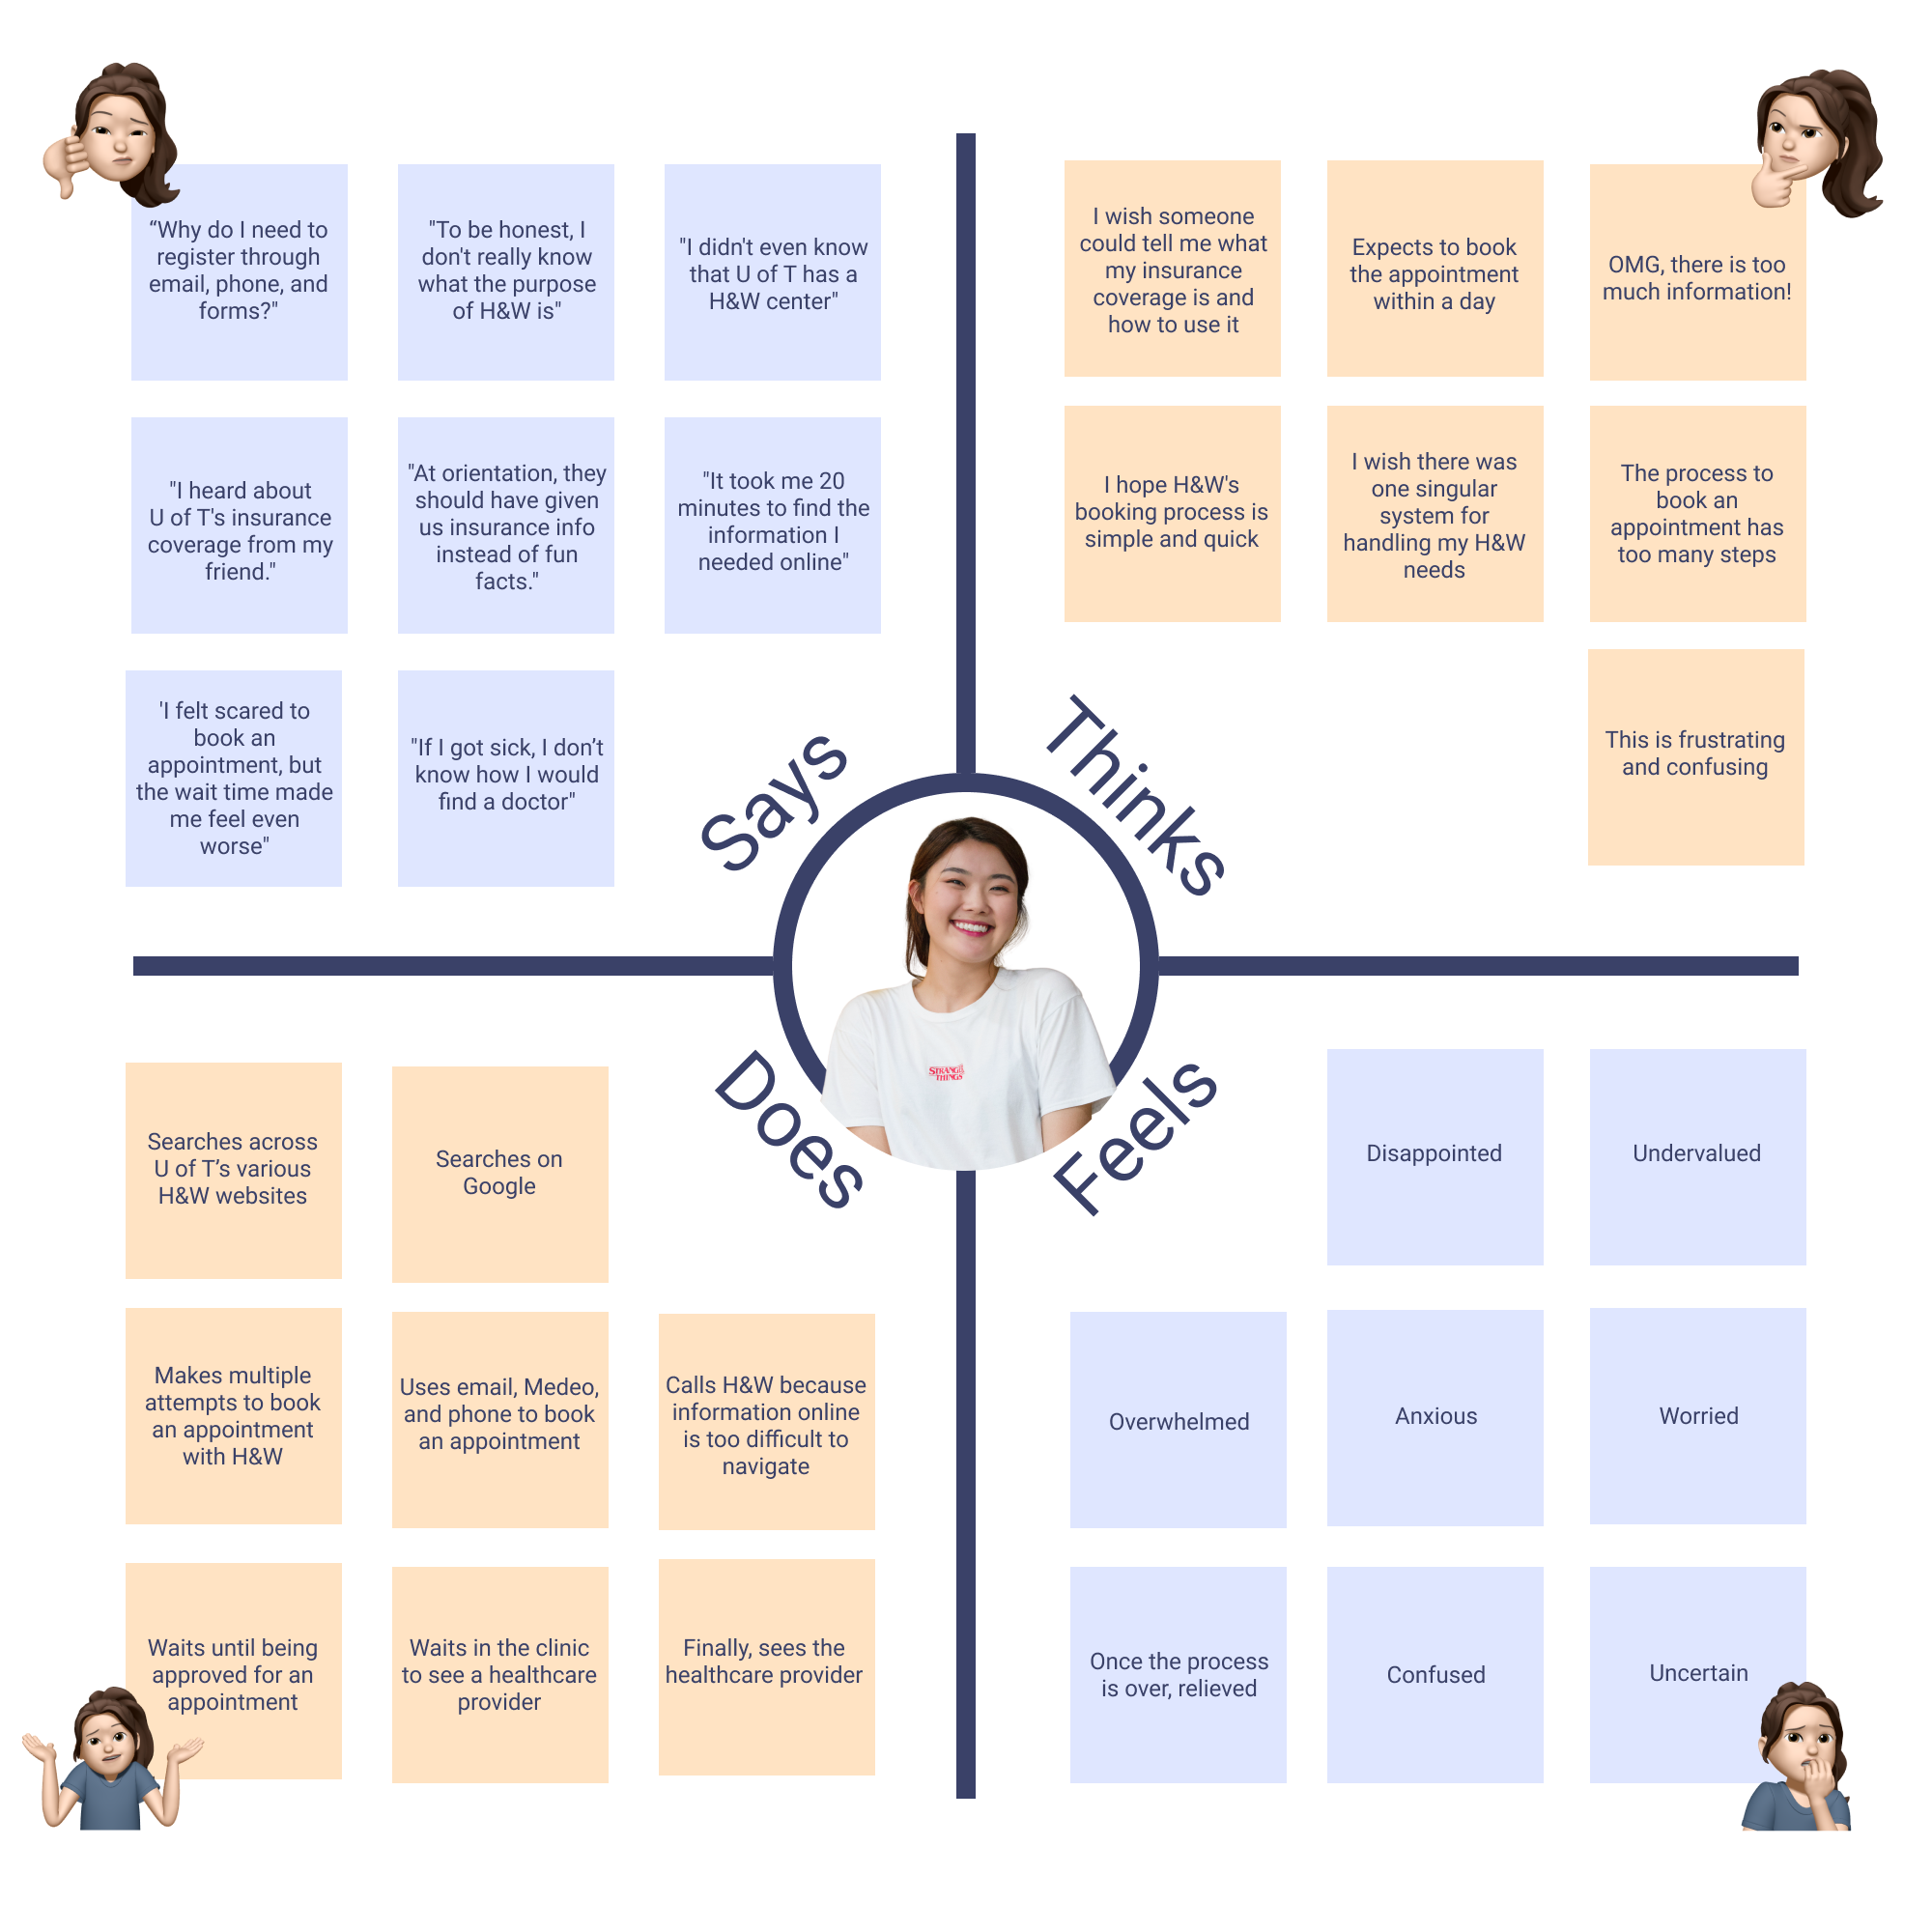 “Why do I need to
register through
email, phone, and
forms?"
"To be honest, I
don't really know
what the purpose
of H&W is"
"I didn't even know
that U of T has a
H&W center"
"I heard about
U of T's insurance
coverage from my
friend."
"At orientation, they
should have given
us insurance info
instead of fun
facts."
"It took me 20
minutes to find the
information I
needed online"
'I felt scared to
book an
appointment, but
the wait time made
me feel even
worse"
"If I got sick, I don’t
know how I would
find a doctor"
Says
I wish someone
could tell me what
my insurance
coverage is and
how to use it
Expects to book
the appointment
within a day
OMG, there is too
much information!
I hope H&W's
booking process is
simple and quick
I wish there was
one singular
system for
handling my H&W
needs
The process to
book an
appointment has
too many steps
This is frustrating
and confusing
Thinks
STRANGER
THINGS
Does
Searches across
U of T’s various
H&W websites
Searches on
Google
Makes multiple
attempts to book
an appointment
with H&W
Uses email, Medeo,
and phone to book
an appointment
Calls H&W because
information online
is too difficult to
navigate
Waits until being
approved for an
appointment
Waits in the clinic
to see a healthcare
provider
Finally, sees the
healthcare provider
Feels
Disappointed
Undervalued
Overwhelmed
Anxious
Worried
Once the process
is over, relieved
Confused
Uncertain